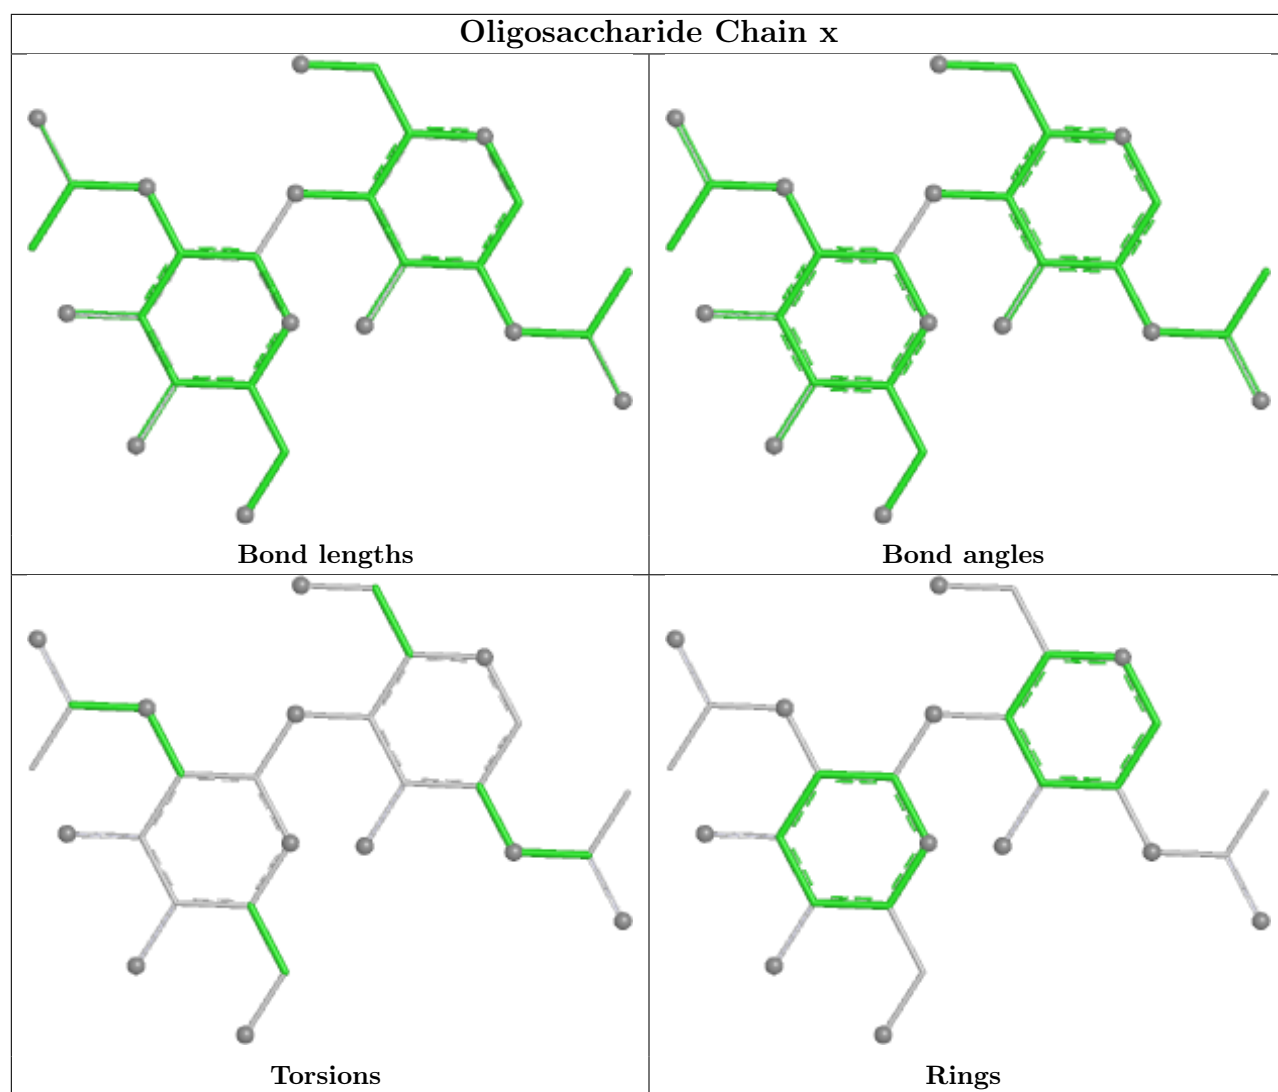 Oligosaccharide Chain x
Bond lengths
Bond angles
Torsions
Rings